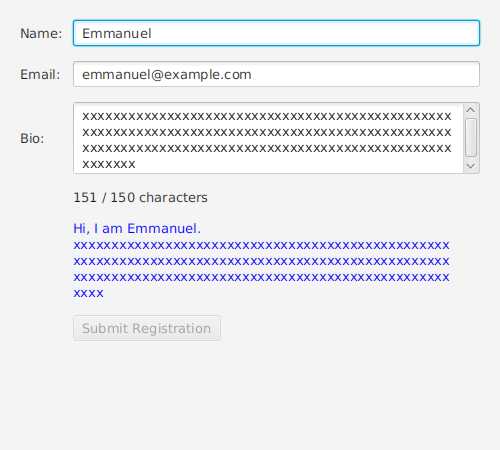 Name:
Emmanuel
Email:
emmanuel@example.com
Bio:
xxxxxxxxxxxxxxxxxxxxxxxxxxxxxxxxxxxxxxxxxxxxxxxx
xxxxxxxxxxxxxxxxxxxxxxxxxxxxxxxxxxxxxxxxxxxxxxxx
xxxxxxxxxxxxxxxxxxxxxxxxxxxxxxxxxxxxxxxxxxxxxxxx
xxxxxxx
151 / 150 characters
Hi, I am Emmanuel.
xxxxxxxxxxxxxxxxxxxxxxxxxxxxxxxxxxxxxxxxxxxxxxxxx
xxxxxxxxxxxxxxxxxxxxxxxxxxxxxxxxxxxxxxxxxxxxxxxxx
xxxxxxxxxxxxxxxxxxxxxxxxxxxxxxxxxxxxxxxxxxxxxxxxx
xxxx
Submit Registration